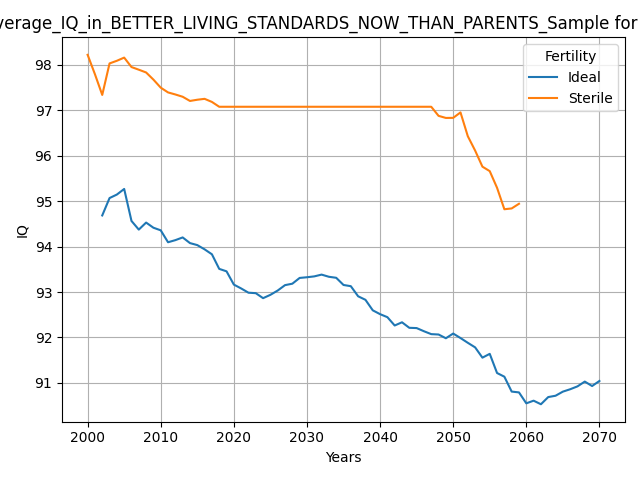 verage_IQ_in_BETTER_LIVING_STANDARDS_NOW_THAN_PARENTS_Sample for
Fertility
Ideal
Sterile
98
97
96
95
94
93
92
91
IQ
2000 2010 2020 2030 2040 2050 2060 2070
Years